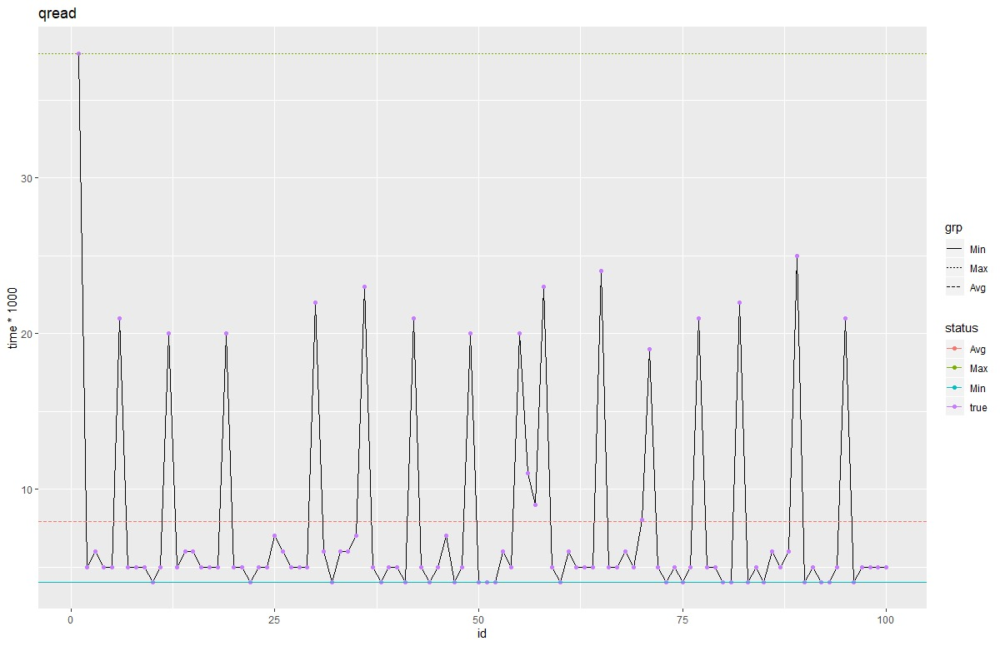 qread
time * 1000
30
20
10
0
25
50
75
100
id
grp
Min
Max
Avg
status
Avg
Max
Min
true